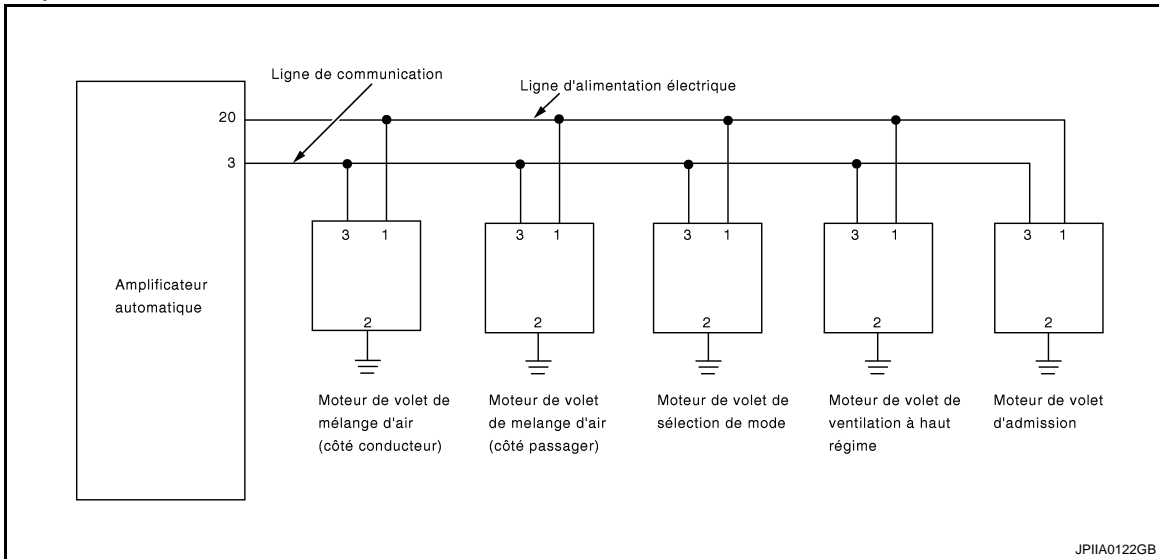 Ligne de communication
Ligne d'alimentation électrique
20
3
3 1
3 1
3 1
3 1
3 1
Amplificateur
automatique
2
2
2
2
2
Moteur de volet de
mélange d'air
(côté conducteur)
Moteur de volet
de melange d'air
(côté passager)
Moteur de volet de
sélection de mode
Moteur de volet de
ventilation à haut
régime
Moteur de volet
d'admission
JPIIA0122GB